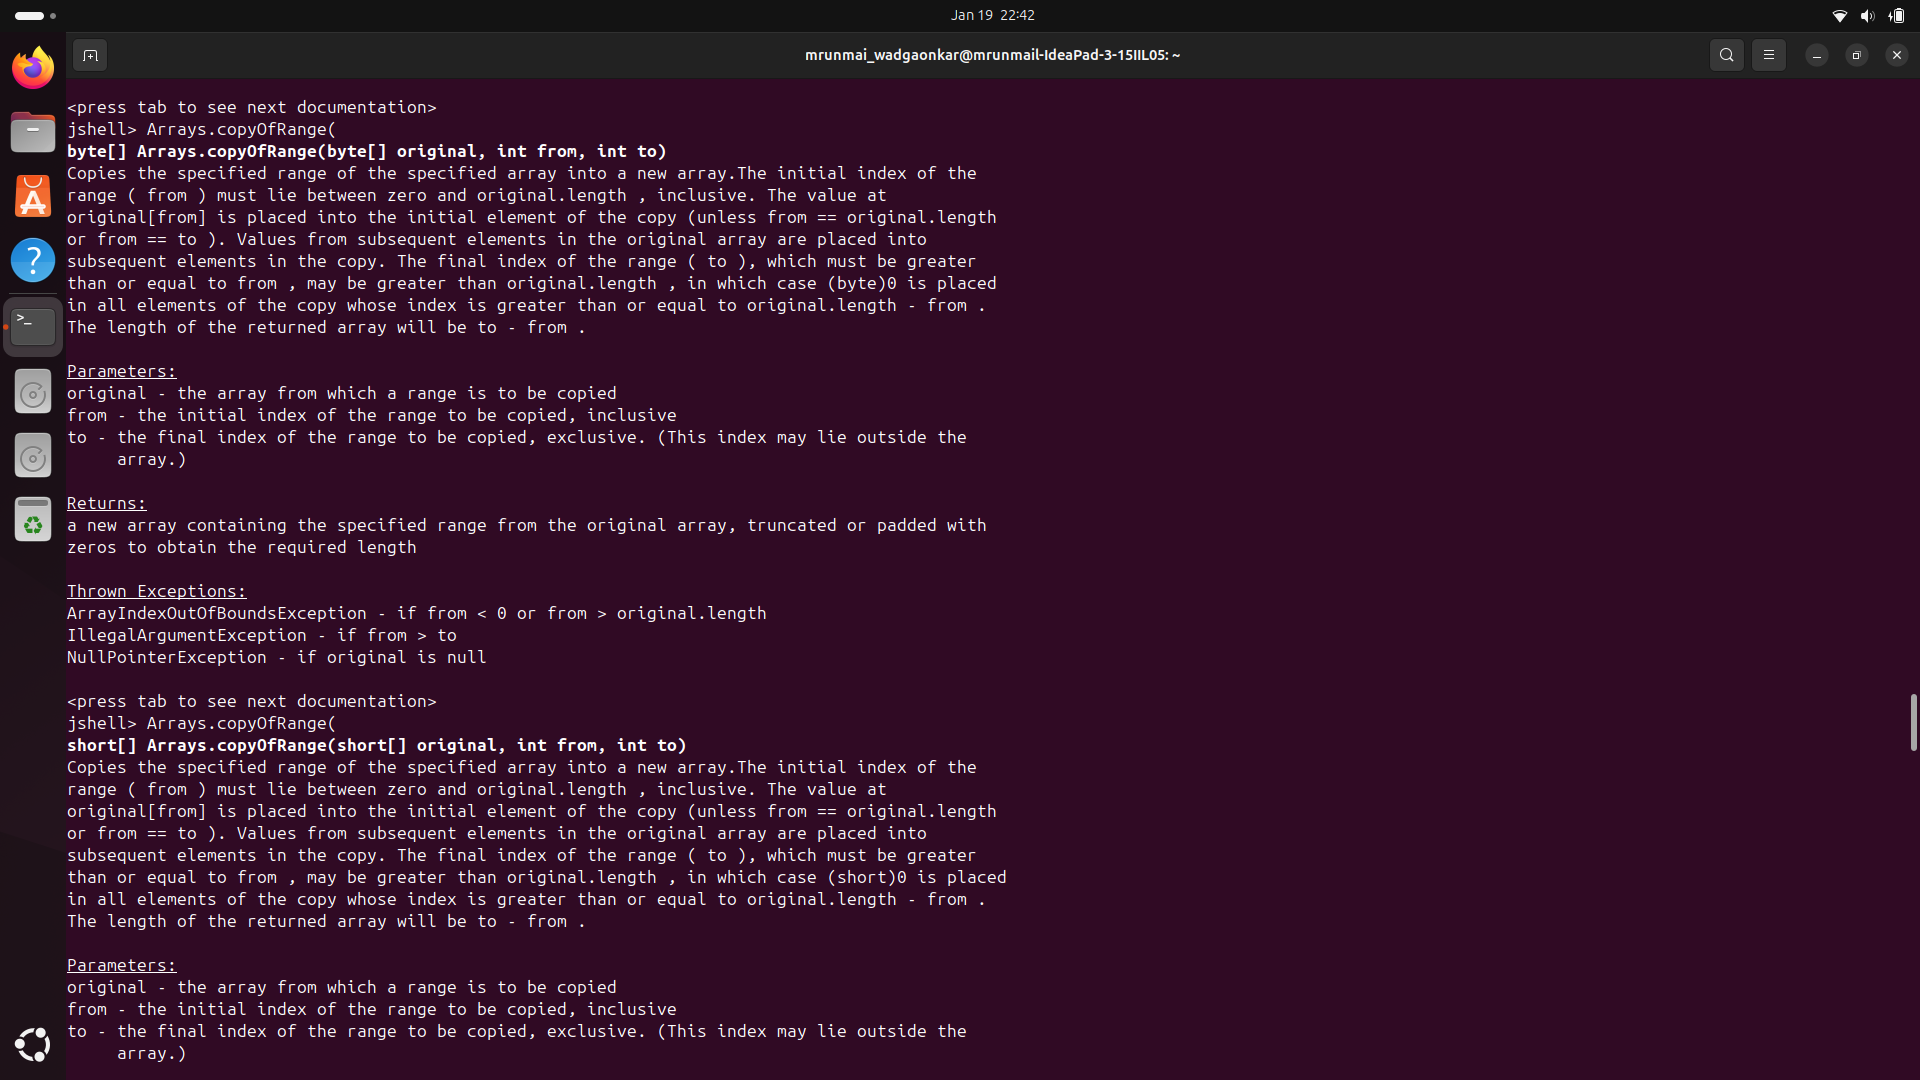 Jan 19 22:42
mrunmai_wadgaonkar@mrunmail-IdeaPad-3-15IIL05: ~
<press tab to see next documentation>
jshell> Arrays.copyOfRange(
byte[] Arrays.copyOfRange(byte[] original, int from, int to)
Copies the specified range of the specified array into a new array.The initial index of the
range ( from ) must lie between zero and original.length , inclusive. The value at
original[from] is placed into the initial element of the copy (unless from == original.length
or from == to ). Values from subsequent elements in the original array are placed into
subsequent elements in the copy. The final index of the range ( to ), which must be greater
than or equal to from , may be greater than original.length , in which case (byte)0 is placed
in all elements of the copy whose index is greater than or equal to original.length - from .
The length of the returned array will be to - from .
Parameters:
original - the array from which a range is to be copied
from - the initial index of the range to be copied, inclusive
to - the final index of the range to be copied, exclusive. (This index may lie outside the
array.)
Returns:
a new array containing the specified range from the original array, truncated or padded with
zeros to obtain the required length
Thrown Exceptions:
ArrayIndexOutOfBoundsException - if from < 0 or from > original.length
IllegalArgumentException - if from > to
NullPointerException - if original is null
<press tab to see next documentation>
jshell> Arrays.copyOfRange(
short[] Arrays.copyOfRange(short[] original, int from, int to)
Copies the specified range of the specified array into a new array.The initial index of the
range ( from ) must lie between zero and original.length , inclusive. The value at
original[from] is placed into the initial element of the copy (unless from == original.length
or from == to ). Values from subsequent elements in the original array are placed into
subsequent elements in the copy. The final index of the range ( to ), which must be greater
than or equal to from , may be greater than original.length , in which case (short)0 is placed
in all elements of the copy whose index is greater than or equal to original.length - from .
The length of the returned array will be to - from .
Parameters:
original - the array from which a range is to be copied
from - the initial index of the range to be copied, inclusive
to - the final index of the range to be copied, exclusive. (This index may lie outside the
array.)